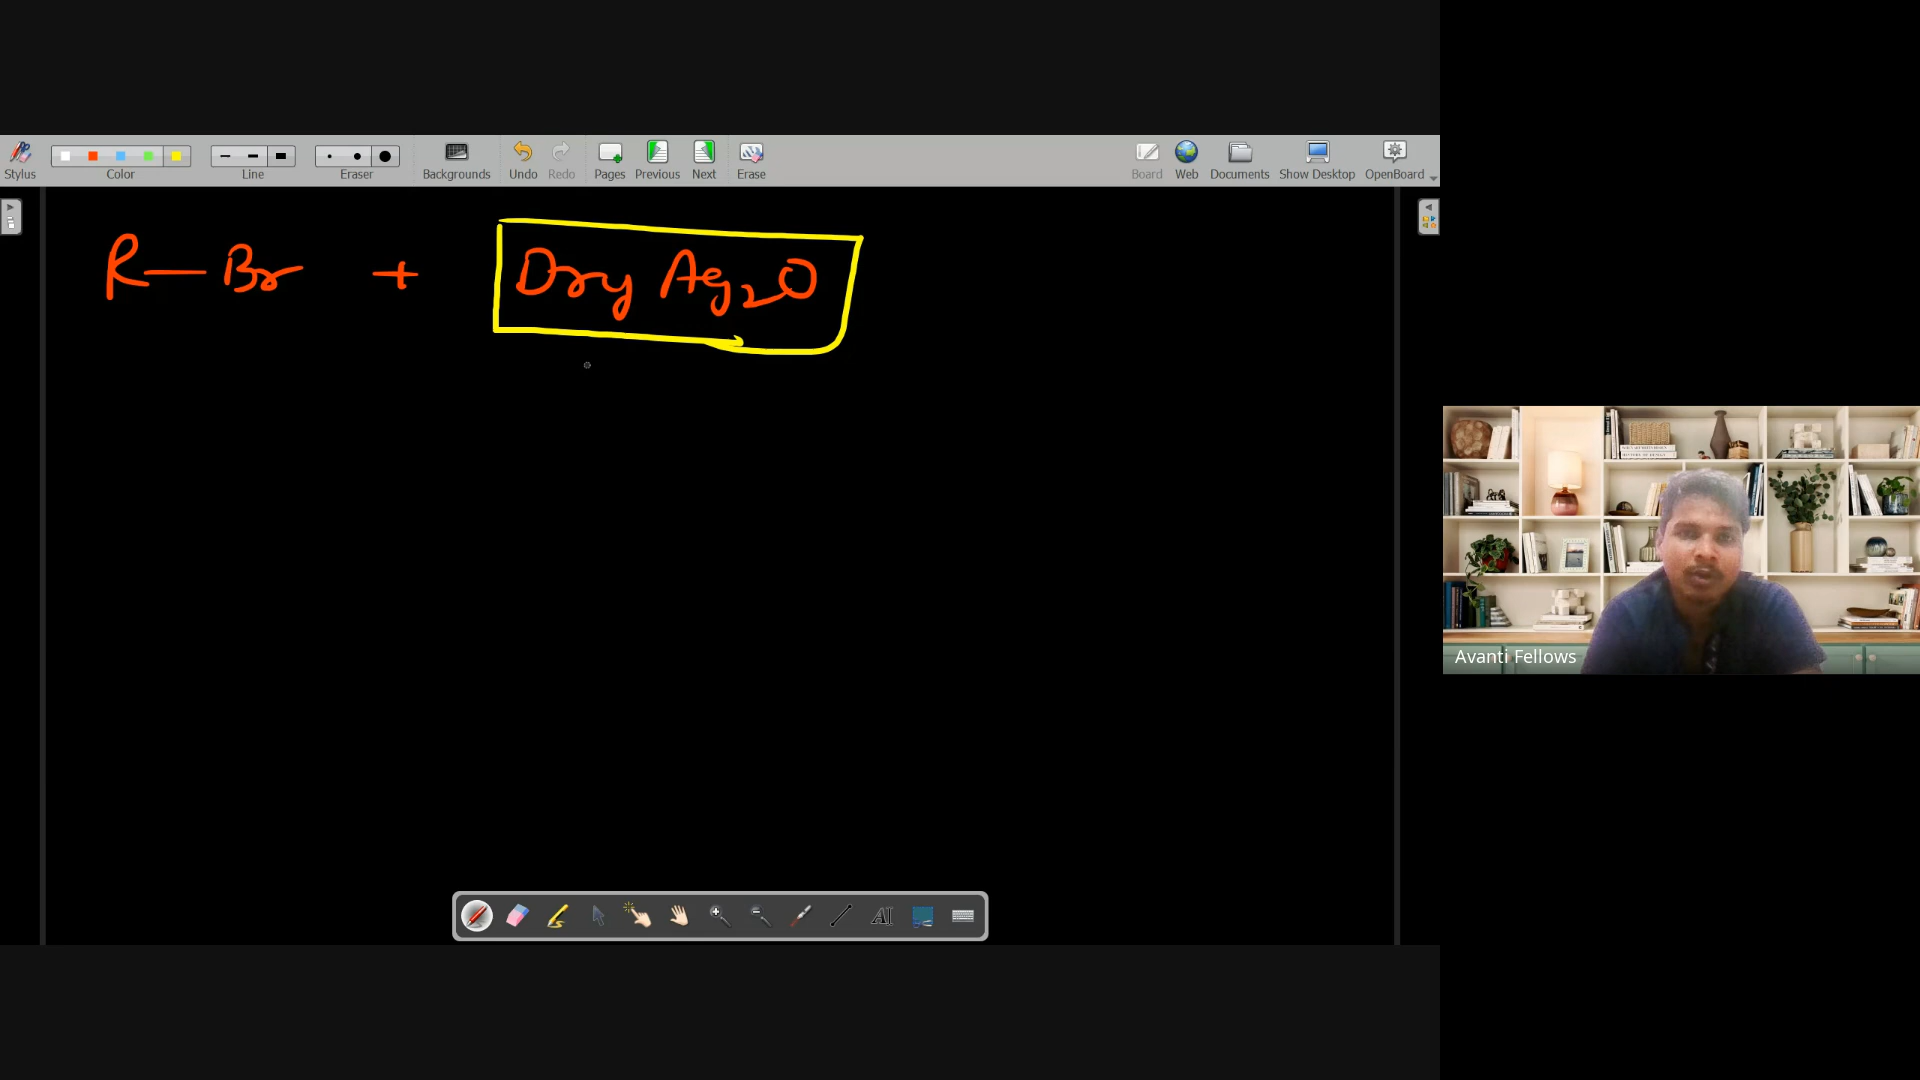 Stylus
Color
Line
Eraser
Backgrounds
Undo
Redo
Pages
Previous
Next
Erase
Board
Web
Documents
Show Desktop
OpenBoard
R — Br + Dry Ag₂O
AI
Avanti Fellows